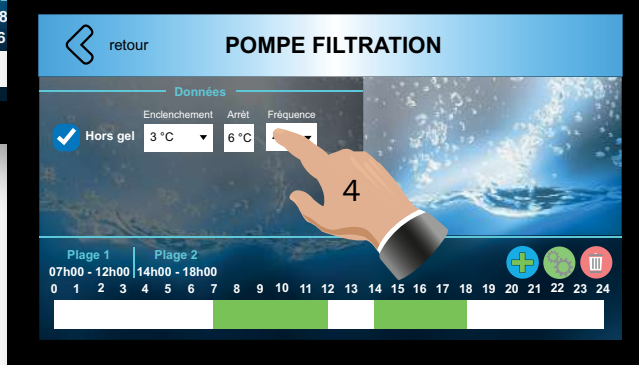 8
6
retour POMPE FILTRATION
Données
Enclenchement Arrêt Fréquence
Hors gel 3 °C 6 °C
4
Plage 1 Plage 2
07h00 - 12h00 14h00 - 18h00
0 1 2 3 4 5 6 7 8 9 10 11 12 13 14 15 16 17 18 19 20 21 22 23 24